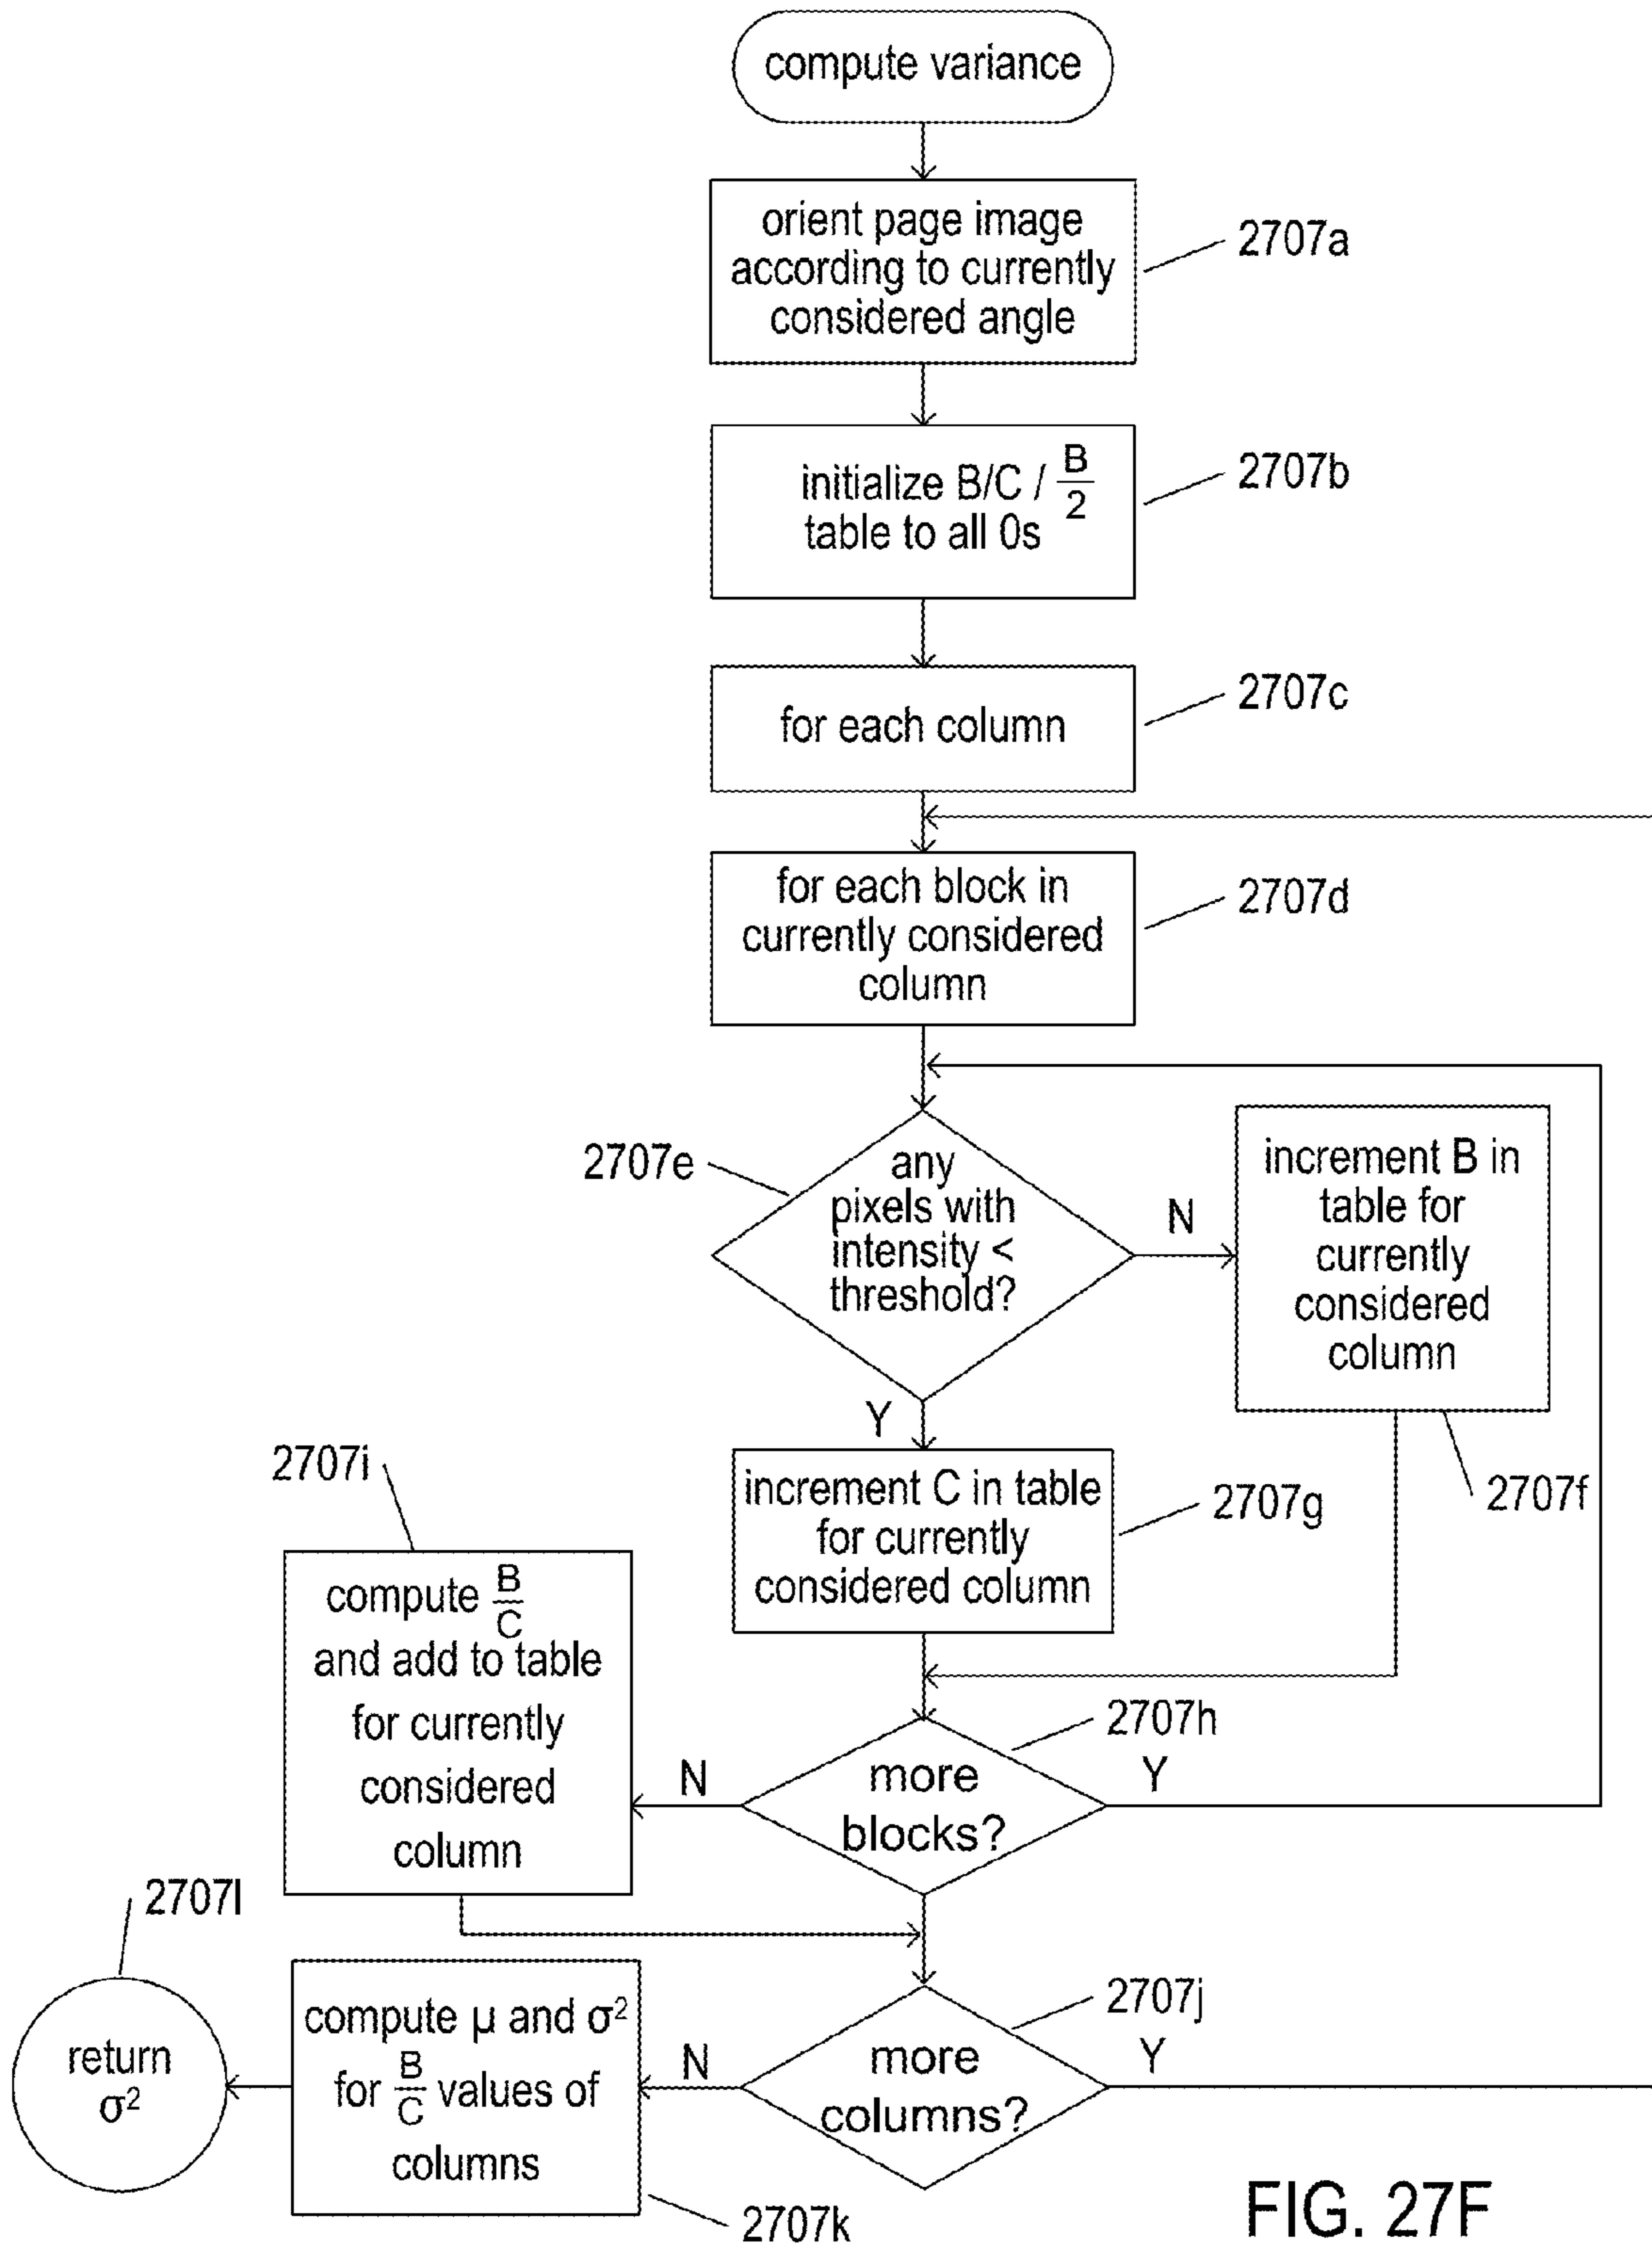 compute variance
orient page image
according to currently
considered angle
2707a
initialize B/C / B/2
table to all 0s
2707b
for each column
2707c
for each block in
currently considered
column
2707d
2707e
any
pixels with
intensity <
threshold?
N
Y
increment B in
table for
currently
considered
column
2707f
2707i
increment C in table
for currently
considered column
2707g
compute B/C
and add to table
for currently
considered
column
2707h
more
blocks?
N
Y
2707l
return
σ²
compute μ and σ²
for B/C values of
columns
2707k
2707j
more
columns?
N
Y
FIG. 27F